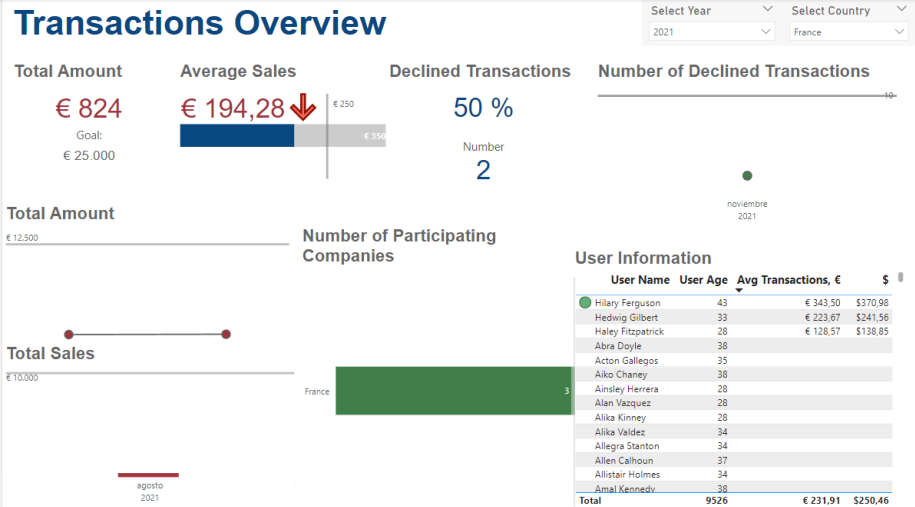 Transactions Overview
Select Year
2021
Select Country
France
Total Amount
€ 824
Goal:
€ 25.000
Average Sales
€ 194,28
€ 250
€ 350
Declined Transactions
50 %
Number
2
Number of Declined Transactions
10
noviembre
2021
Total Amount
€ 12.500
Total Sales
€ 10.000
agosto
2021
Number of Participating
Companies
France
3
User Information
User Name User Age Avg Transactions, € $
Hilary Ferguson 43 € 343,50 $370,98
Hedwig Gilbert 33 € 223,67 $241,56
Haley Fitzpatrick 28 € 128,57 $138,85
Abra Doyle 38
Acton Gallegos 35
Aiko Chaney 38
Ainsley Herrera 28
Alan Vazquez 28
Alika Kinney 28
Alika Valdez 34
Allegra Stanton 34
Allen Calhoun 37
Allistair Holmes 34
Amal Kennedy 38
Total 9526 € 231,91 $250,46